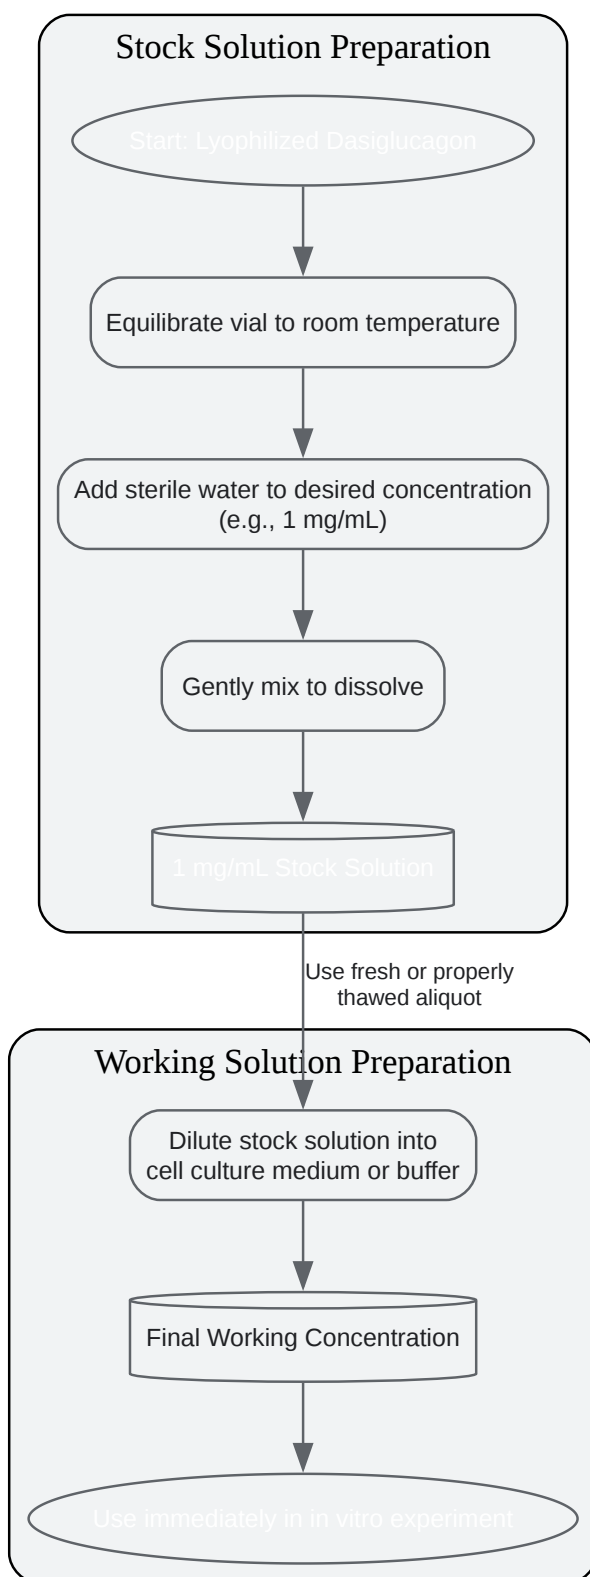 Stock Solution Preparation
Start: Lyophilized Dasiglucagon
Equilibrate vial to room temperature
Add sterile water to desired concentration
(e.g., 1 mg/mL)
Gently mix to dissolve
1 mg/mL Stock Solution
Use fresh or properly
thawed aliquot
Working Solution Preparation
Dilute stock solution into
cell culture medium or buffer
Final Working Concentration
Use immediately in in vitro experiment